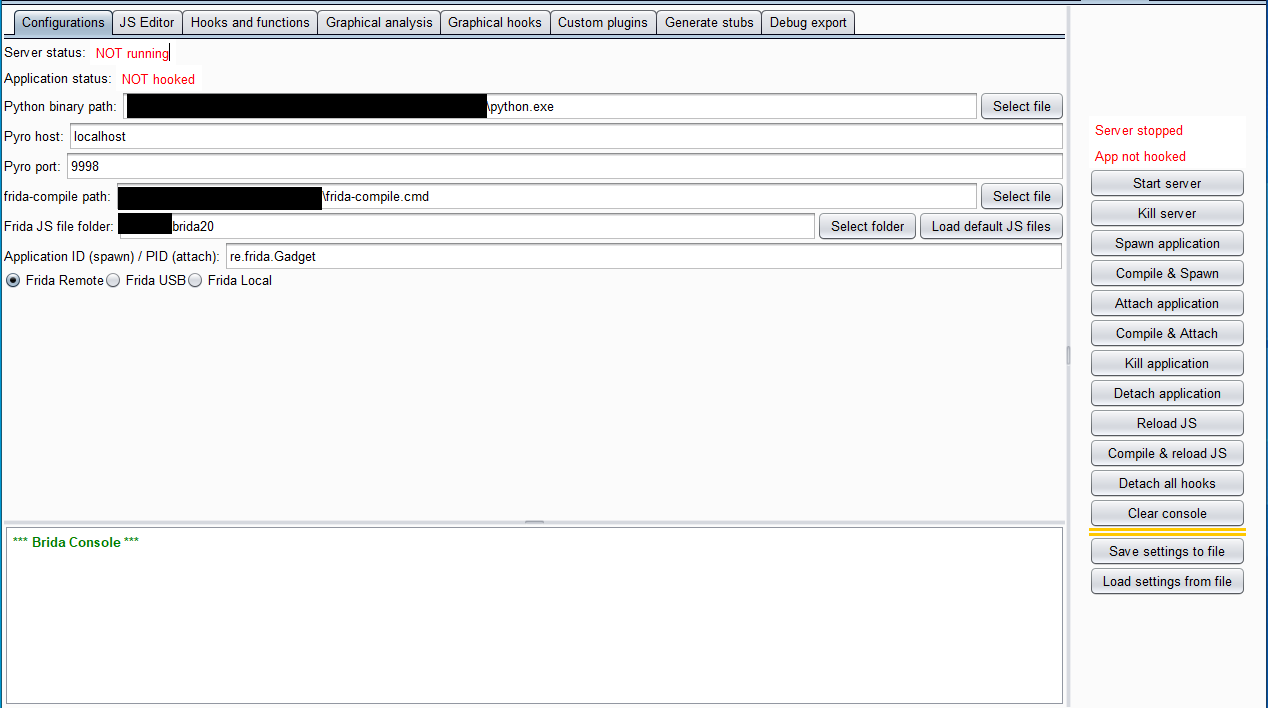 Configurations JS Editor Hooks and functions Graphical analysis Graphical hooks Custom plugins Generate stubs Debug export
Server status: NOT running
Application status: NOT hooked
Python binary path: \python.exe Select file
Pyro host: localhost
Pyro port: 9998
frida-compile path: \frida-compile.cmd Select file
Frida JS file folder: brida20 Select folder Load default JS files
Application ID (spawn) / PID (attach): re.frida.Gadget
Frida Remote Frida USB Frida Local
*** Brida Console ***
Server stopped
App not hooked
Start server
Kill server
Spawn application
Compile & Spawn
Attach application
Compile & Attach
Kill application
Detach application
Reload JS
Compile & reload JS
Detach all hooks
Clear console
Save settings to file
Load settings from file